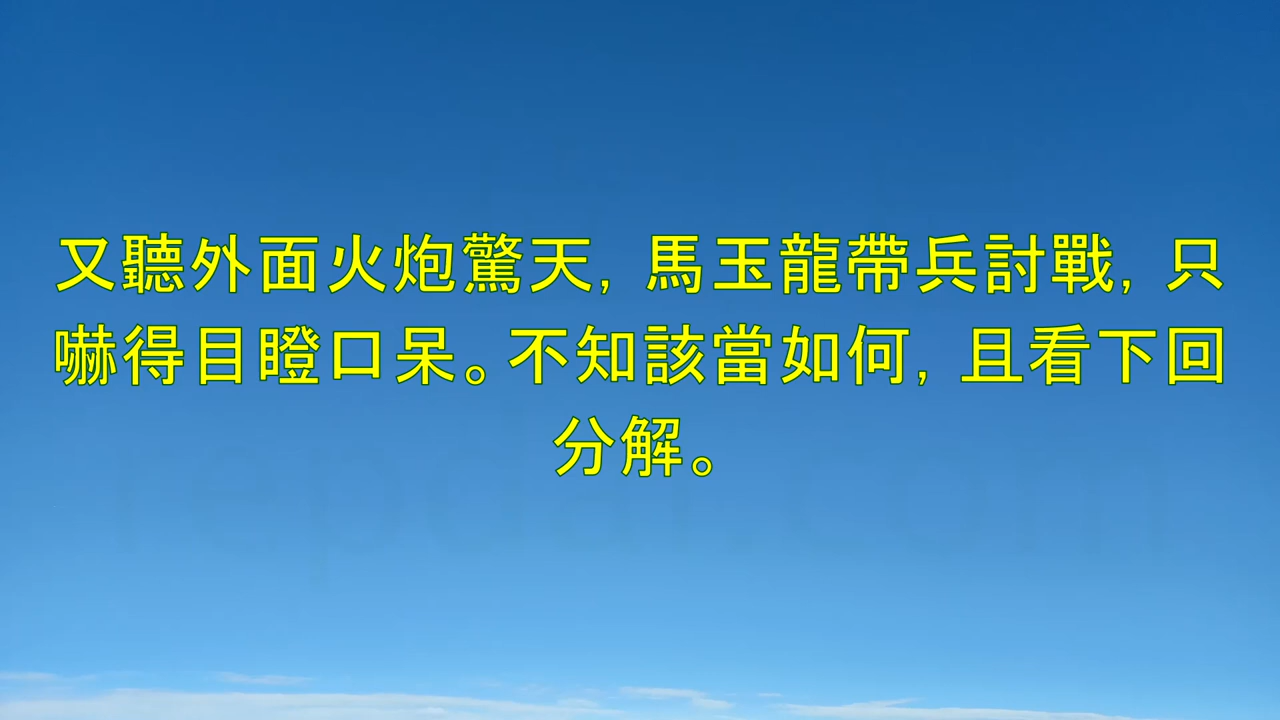 又聽外面火炮驚天，馬玉龍帶兵討戰，只
嚇得目瞪口呆。不知該當如何，且看下回
分解。